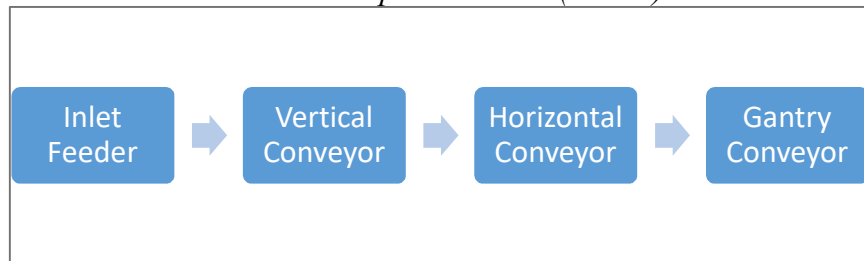 Inlet
Feeder
Vertical
Conveyor
Horizontal
Conveyor
Gantry
Conveyor